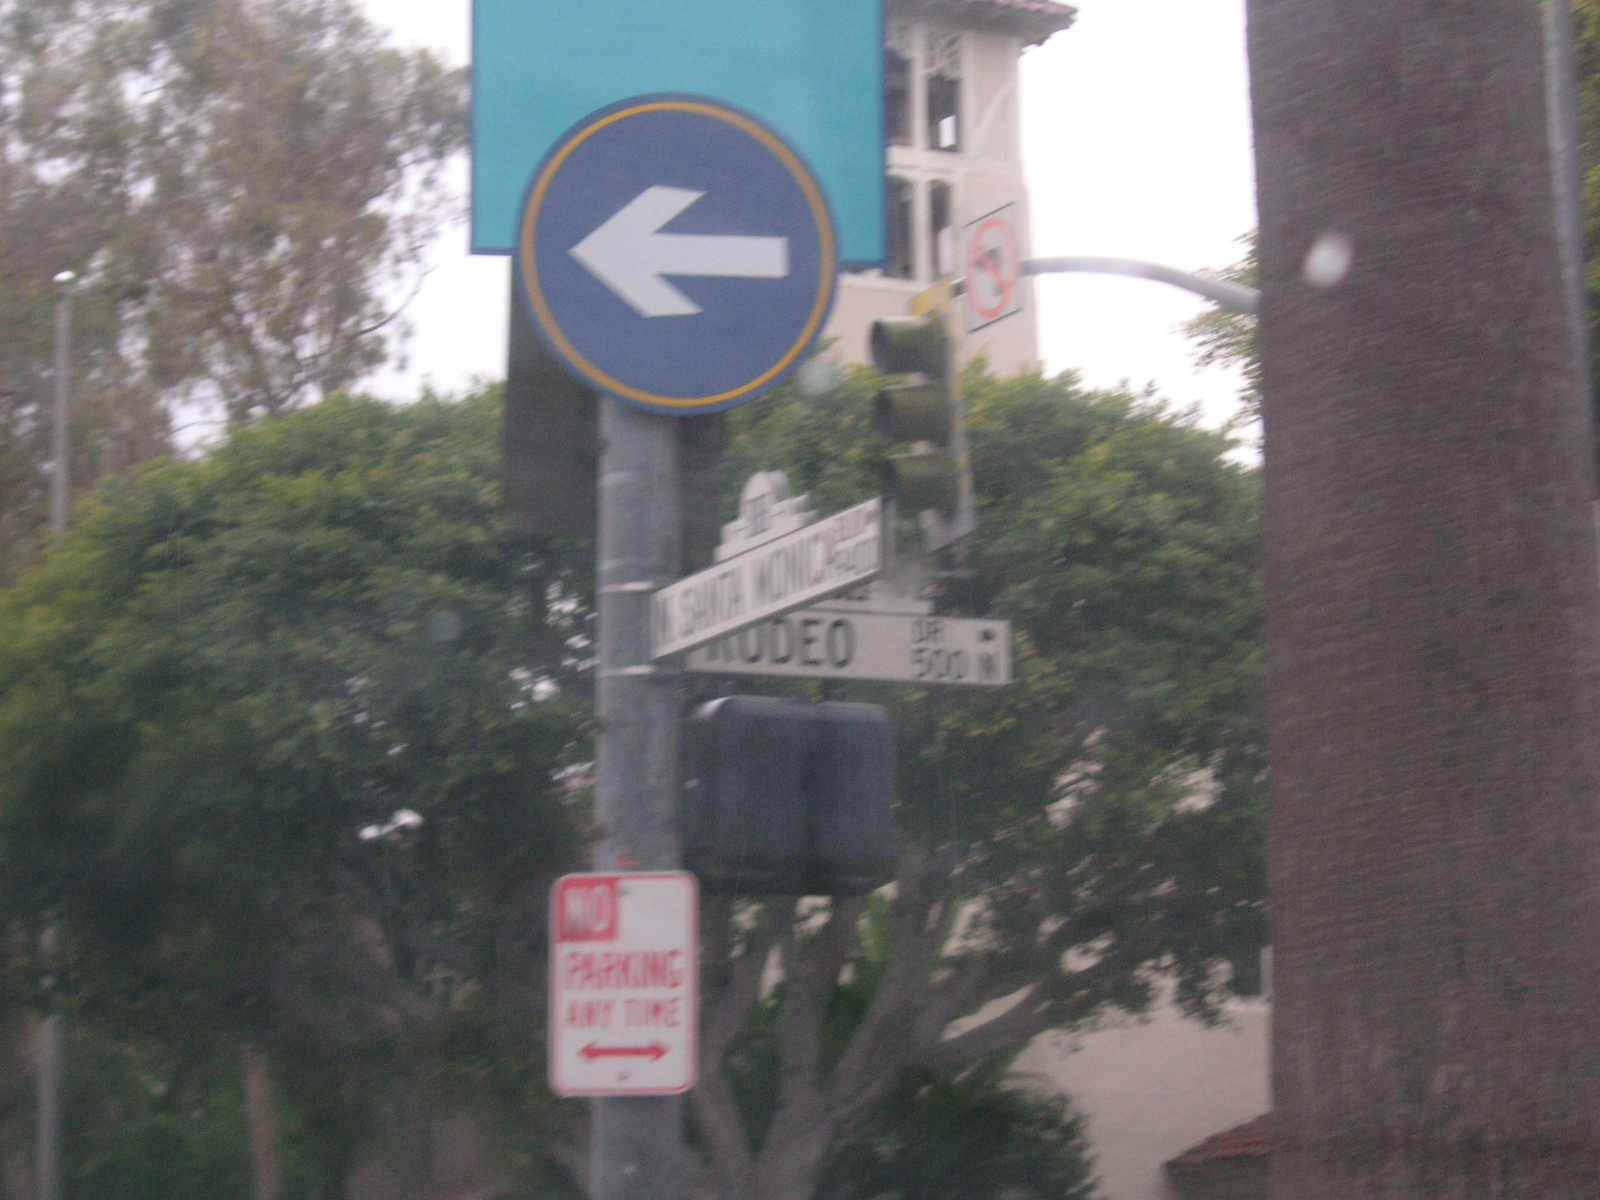 N. SANTA MONICA
RODEO DR
500 N
NO
PARKING
ANY TIME